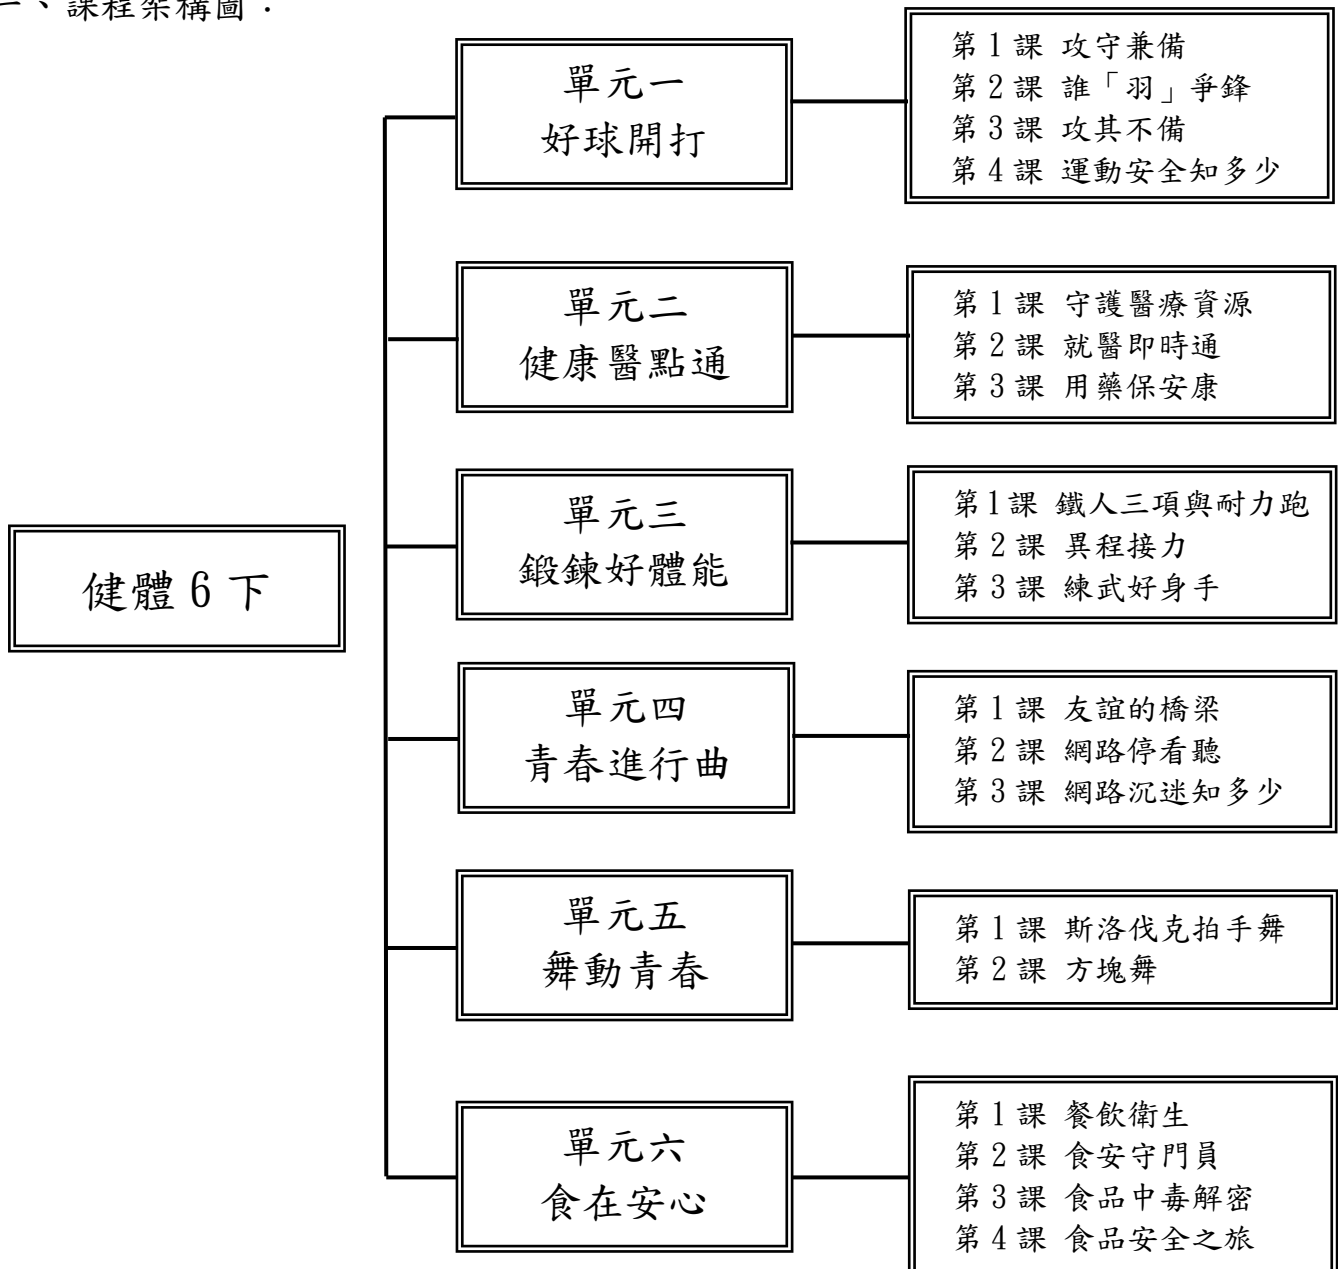 一、課程架構圖：
健體 6 下
單元一
好球開打
第 1 課 攻守兼備
第 2 課 誰「羽」爭鋒
第 3 課 攻其不備
第 4 課 運動安全知多少
單元二
健康醫點通
第 1 課 守護醫療資源
第 2 課 就醫即時通
第 3 課 用藥保安康
單元三
鍛鍊好體能
第 1 課 鐵人三項與耐力跑
第 2 課 異程接力
第 3 課 練武好身手
單元四
青春進行曲
第 1 課 友誼的橋梁
第 2 課 網路停看聽
第 3 課 網路沉迷知多少
單元五
舞動青春
第 1 課 斯洛伐克拍手舞
第 2 課 方塊舞
單元六
食在安心
第 1 課 餐飲衛生
第 2 課 食安守門員
第 3 課 食品中毒解密
第 4 課 食品安全之旅